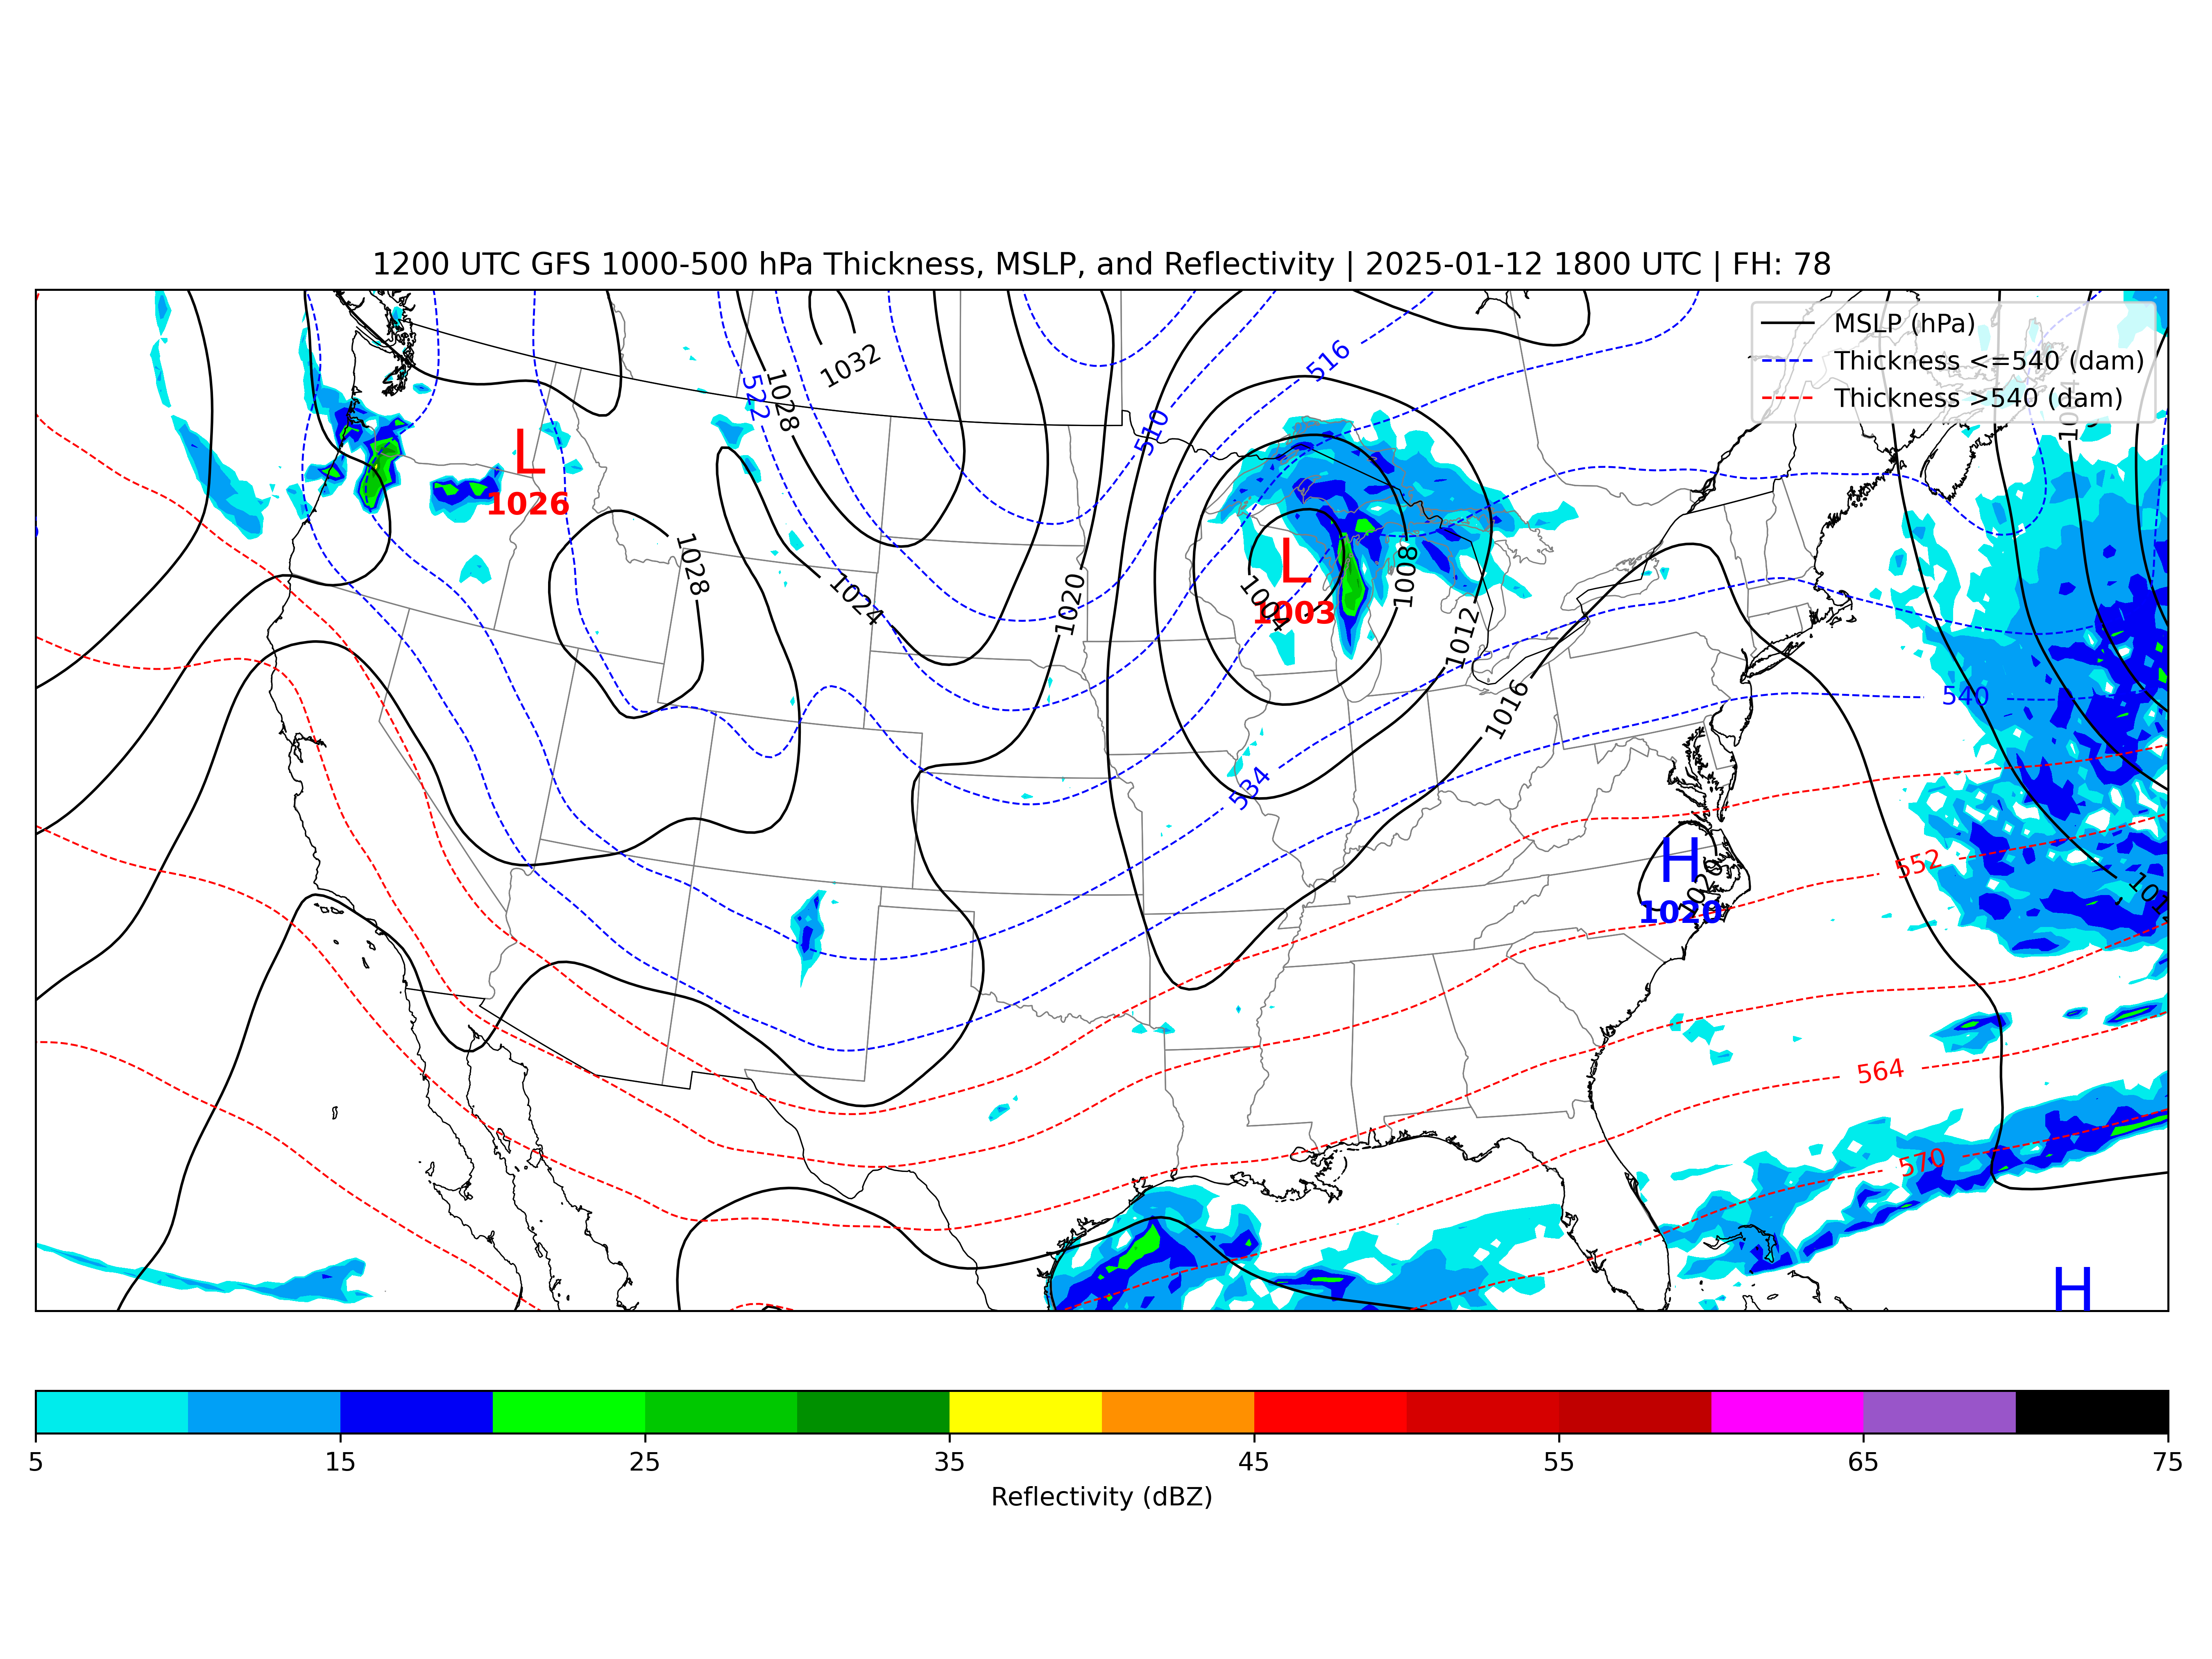 1200 UTC GFS 1000-500 hPa Thickness, MSLP, and Reflectivity | 2025-01-12 1800 UTC | FH: 78
MSLP (hPa)
Thickness <=540 (dam)
Thickness >540 (dam)
1032
516
1028
522
510
L
1026
1028
1024
1020
L
1003
1004
1008
1012
1016
540
534
552
H
1020
1020
564
570
H
5 15 25 35 45 55 65 75
Reflectivity (dBZ)